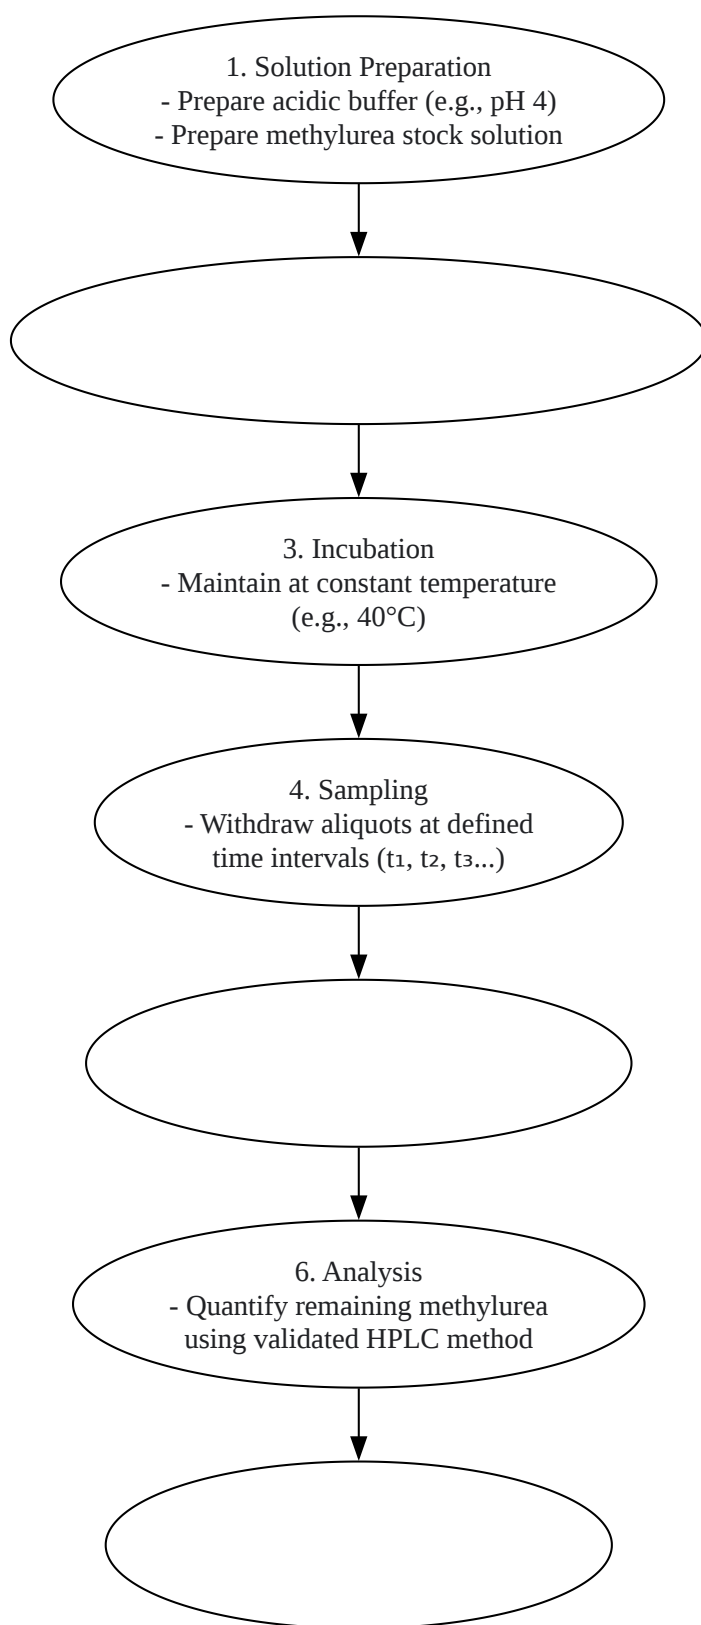 1. Solution Preparation
- Prepare acidic buffer (e.g., pH 4)
- Prepare methylurea stock solution
3. Incubation
- Maintain at constant temperature
(e.g., 40°C)
4. Sampling
- Withdraw aliquots at defined
time intervals (t₁, t₂, t₃...)
6. Analysis
- Quantify remaining methylurea
using validated HPLC method